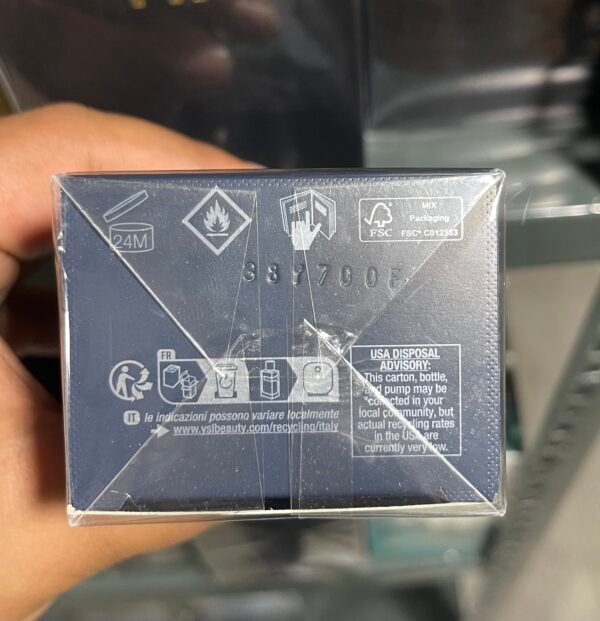 24M
FSC
MIX
Packaging
FSC® C012363
FR
IT le indicazioni possono variare localmente
www.yslbeauty.com/recycling/italy
USA DISPOSAL
ADVISORY:
This carton, bottle,
and pump may be
collected in your
local community, but
actual recycling rates
in the USA are
currently very low.